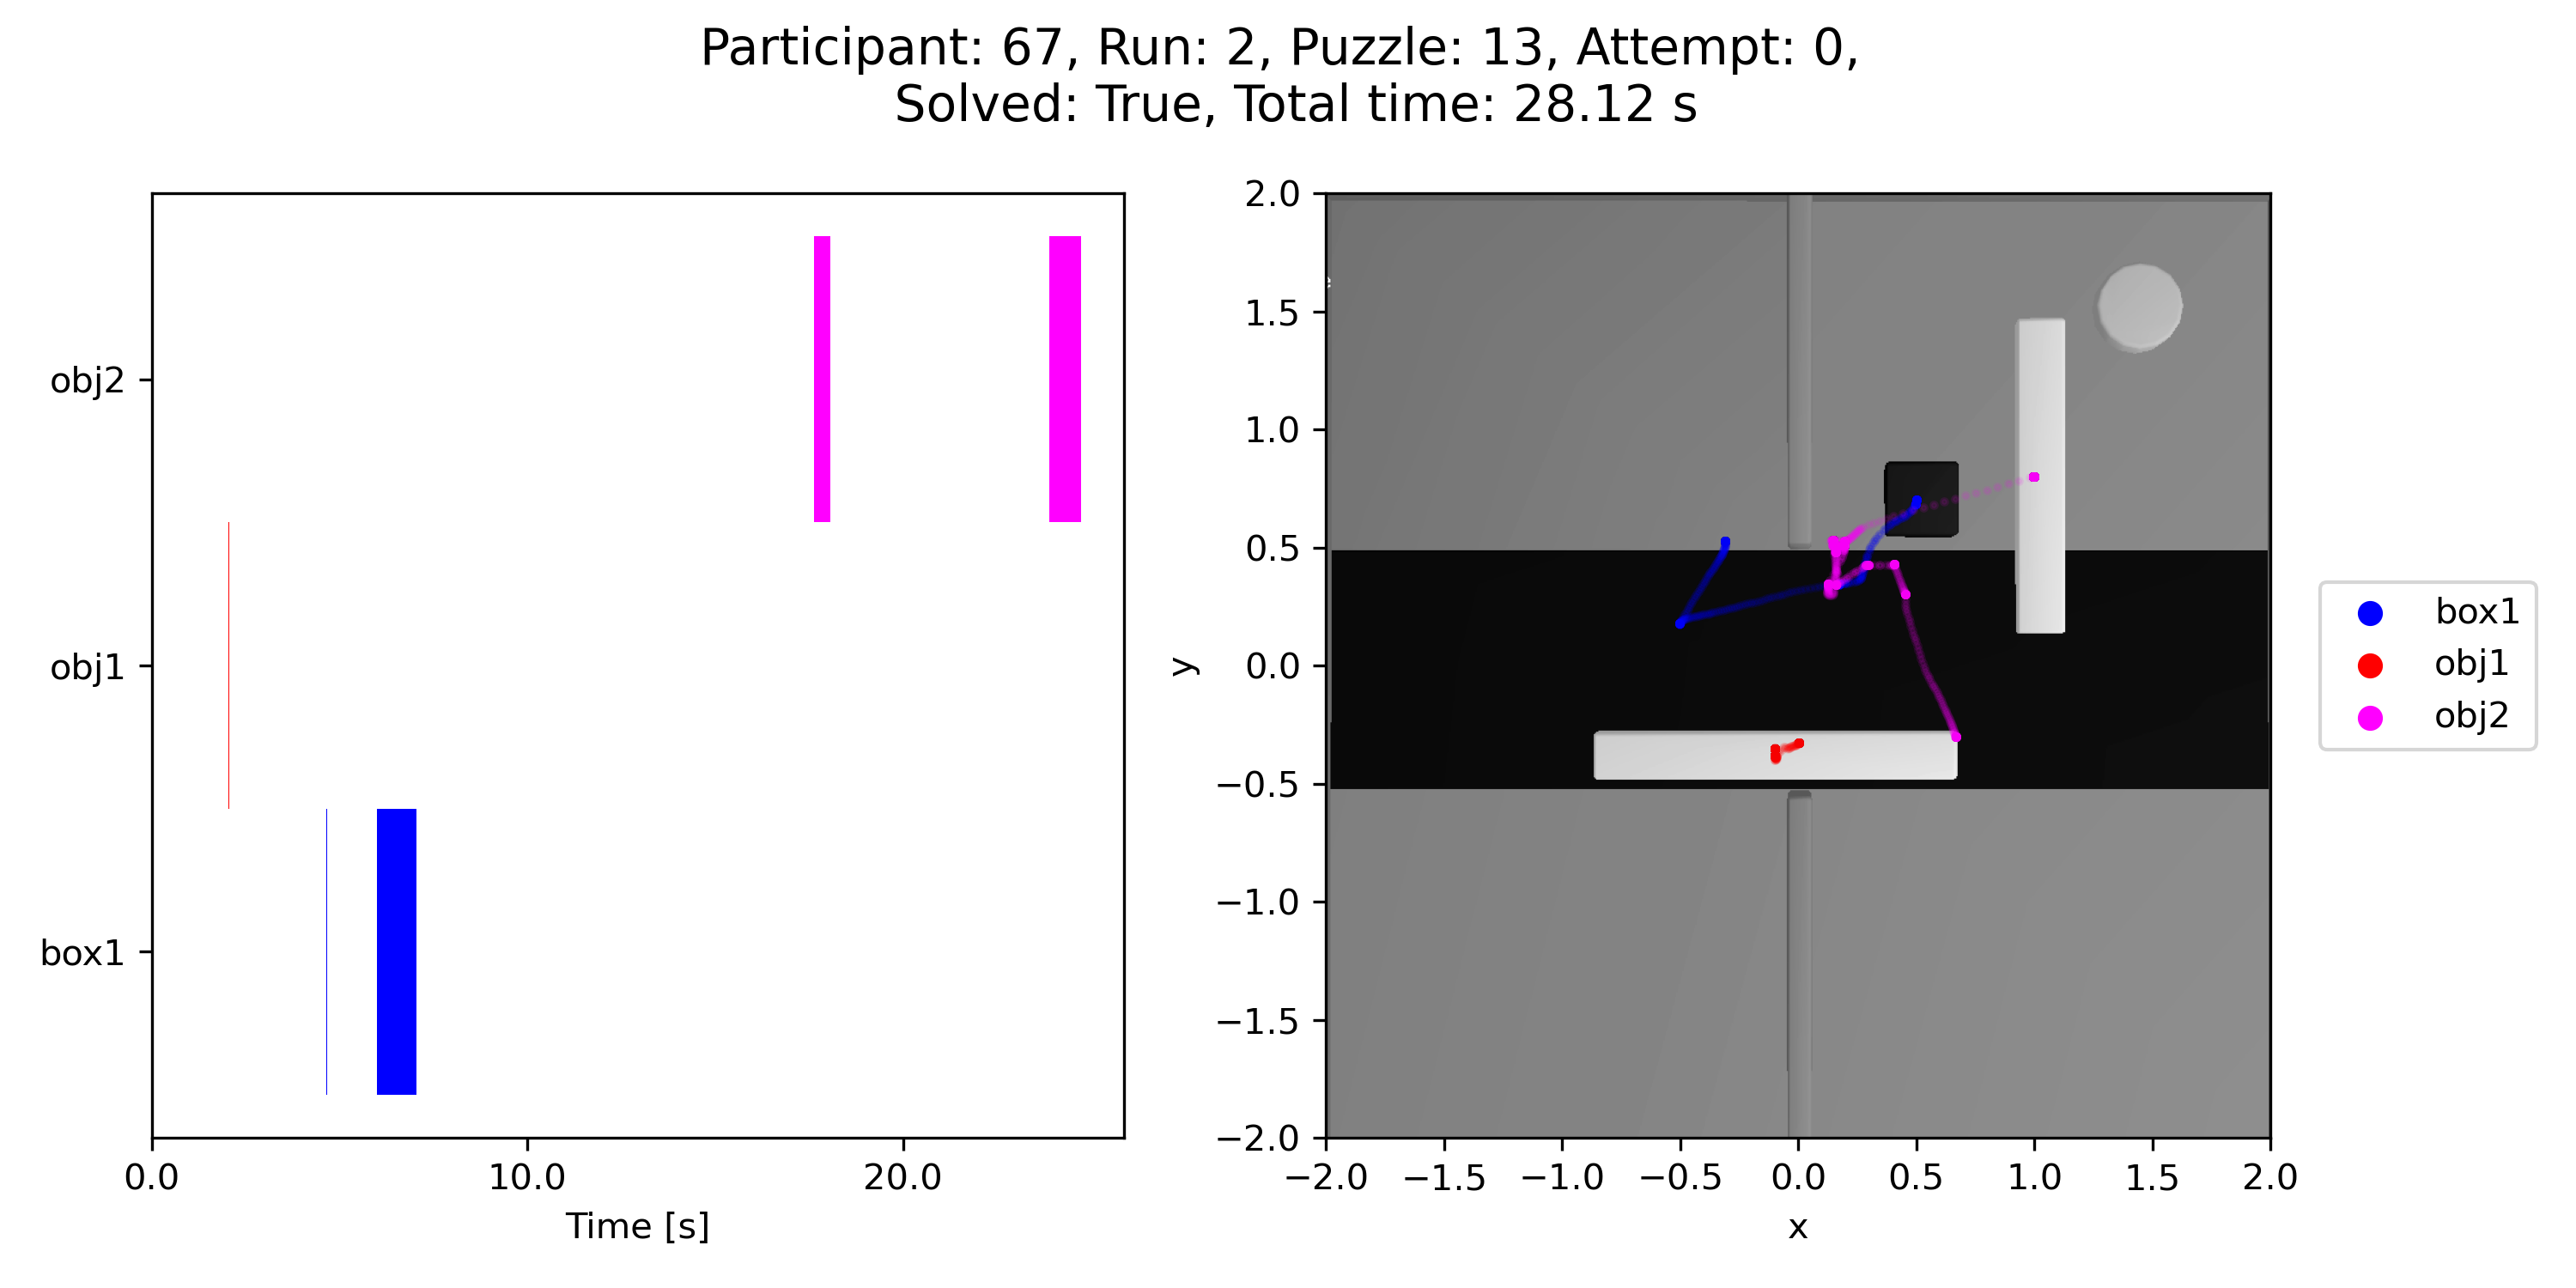 Participant: 67, Run: 2, Puzzle: 13, Attempt: 0,
Solved: True, Total time: 28.12 s
obj2
obj1
box1
0.0 10.0 20.0
Time [s]
2.0
1.5
1.0
0.5
0.0
−0.5
−1.0
−1.5
−2.0
y
−2.0 −1.5 −1.0 −0.5 0.0 0.5 1.0 1.5 2.0
x
box1
obj1
obj2